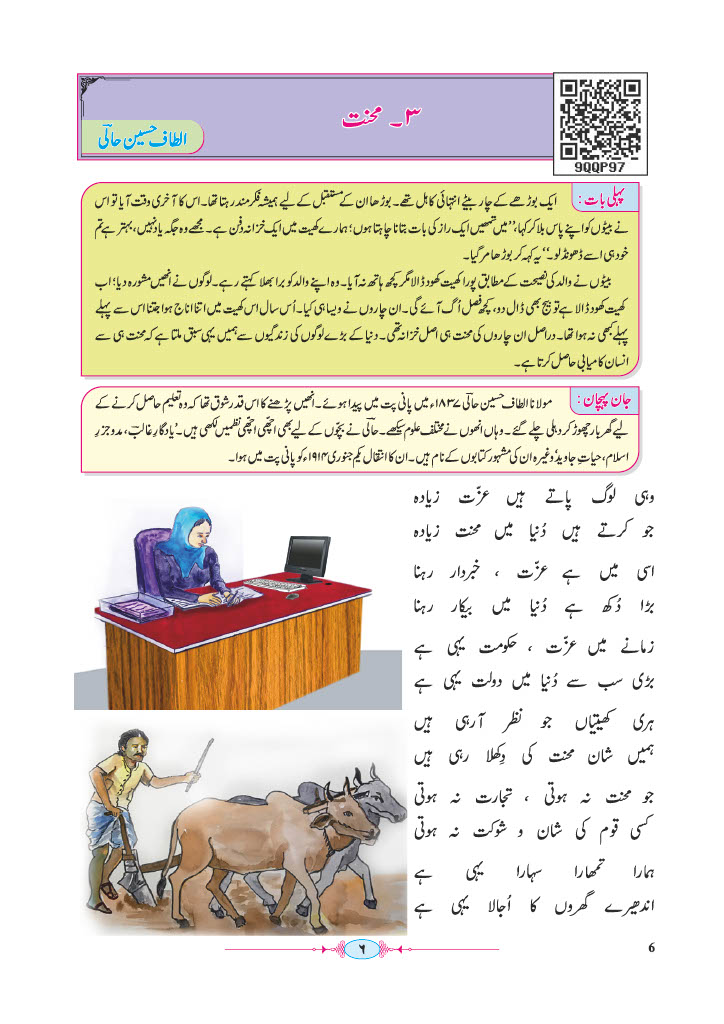 ۳۔ محنت
الطاف حسین حالیؔ
9QQP97
پہلی بات : ایک بوڑھے کے چار بیٹے انتہائی کاہل تھے۔ بوڑھا ان کے مستقبل کے لیے ہمیشہ فکر مند رہتا تھا۔ اس کا آخری وقت آیا تو اس
نے بیٹوں کو اپنے پاس بلا کر کہا، ’’میں تمھیں ایک راز کی بات بتانا چاہتا ہوں؛ ہمارے کھیت میں ایک خزانہ دفن ہے۔ مجھے وہ جگہ یاد نہیں، بہتر ہے تم
خود ہی اسے ڈھونڈ لو۔‘‘ یہ کہہ کر بوڑھا مر گیا۔
بیٹوں نے والد کی نصیحت کے مطابق پورا کھیت کھود ڈالا مگر کچھ ہاتھ نہ آیا۔ وہ اپنے والد کو برا بھلا کہتے رہے۔ لوگوں نے انھیں مشورہ دیا؛ اب
کھیت کھود ڈالا ہے تو بیج بھی ڈال دو، کچھ فصل اُگ آئے گی۔ ان چاروں نے ویسا ہی کیا۔ اُس سال اس کھیت میں اتنا اناج ہوا جتنا اس سے پہلے
پہلے کبھی نہ ہوا تھا۔ دراصل ان چاروں کی محنت ہی اصل خزانہ تھی۔ دنیا کے بڑے لوگوں کی زندگیوں سے ہمیں یہی سبق ملتا ہے کہ محنت ہی سے
انسان کامیابی حاصل کرتا ہے۔
جان پہچان : مولانا الطاف حسین حالیؔ ۱۸۳۷ء میں پانی پت میں پیدا ہوئے۔ انھیں پڑھنے کا اس قدر شوق تھا کہ وہ تعلیم حاصل کرنے کے
لیے گھر بار چھوڑ کر دہلی چلے گئے۔ وہاں انھوں نے مختلف علوم سیکھے۔ حالیؔ نے بچّوں کے لیے بھی اچھی اچھی نظمیں لکھی ہیں۔ ’یادگارِ غالبؔ، مدو جزرِ
اسلام، حیاتِ جاوید‘ وغیرہ ان کی مشہور کتابوں کے نام ہیں۔ ان کا انتقال یکم جنوری ۱۹۱۴ء کو پانی پت میں ہوا۔
وہی لوگ پاتے ہیں عزّت زیادہ
جو کرتے ہیں دُنیا میں محنت زیادہ
اسی میں ہے عزّت ، خبردار رہنا
بڑا دُکھ ہے دُنیا میں بیکار رہنا
زمانے میں عزّت ، حکومت یہی ہے
بڑی سب سے دُنیا میں دولت یہی ہے
ہری کھیتیاں جو نظر آ رہی ہیں
ہمیں شان محنت کی دِکھلا رہی ہیں
جو محنت نہ ہوتی ، تجارت نہ ہوتی
کسی قوم کی شان و شوکت نہ ہوتی
ہمارا تمھارا سہارا یہی ہے
اندھیرے گھروں کا اُجالا یہی ہے
۶
6